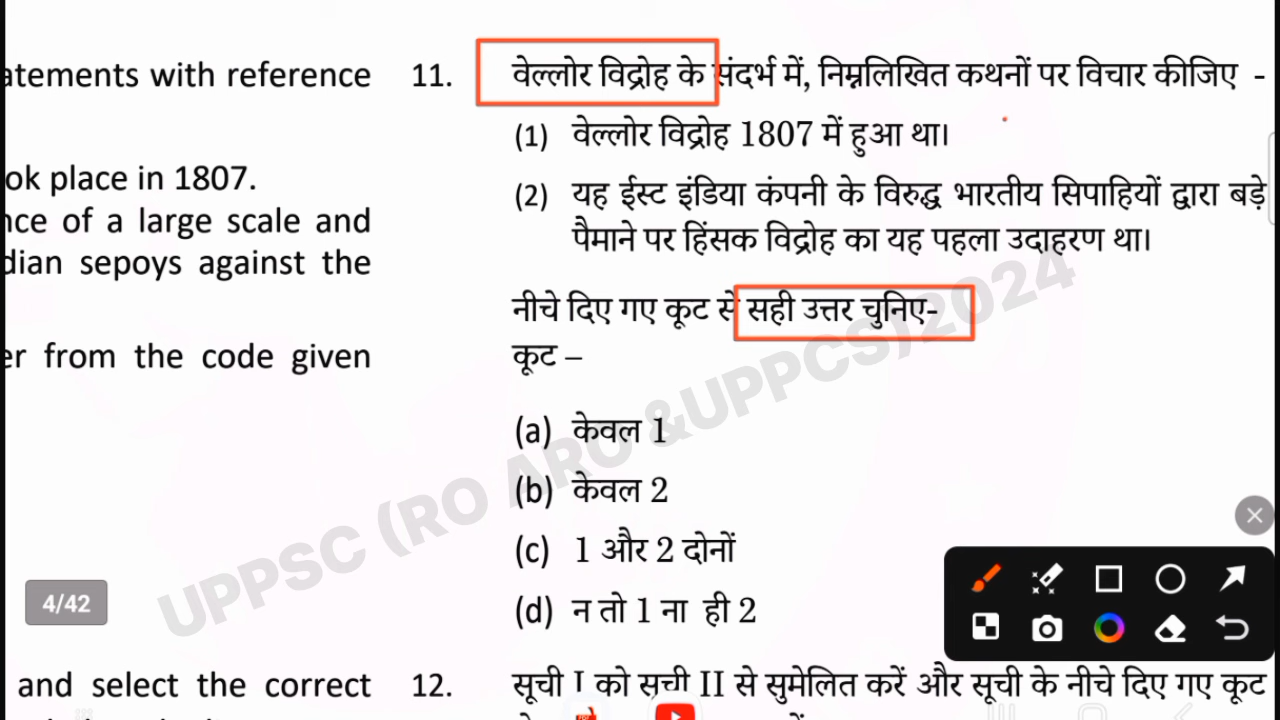 atements with reference
ok place in 1807.
nce of a large scale and
dian sepoys against the
er from the code given
and select the correct
11. वेल्लोर विद्रोह के संदर्भ में, निम्नलिखित कथनों पर विचार कीजिए -
(1) वेल्लोर विद्रोह 1807 में हुआ था।
(2) यह ईस्ट इंडिया कंपनी के विरुद्ध भारतीय सिपाहियों द्वारा बड़े
पैमाने पर हिंसक विद्रोह का यह पहला उदाहरण था।
नीचे दिए गए कूट से सही उत्तर चुनिए-
कूट –
(a) केवल 1
(b) केवल 2
(c) 1 और 2 दोनों
(d) न तो 1 ना ही 2
12. सूची I को सूची II से सुमेलित करें और सूची के नीचे दिए गए कूट
UPPSC (RO ARO &UPPCS) 2024
4/42